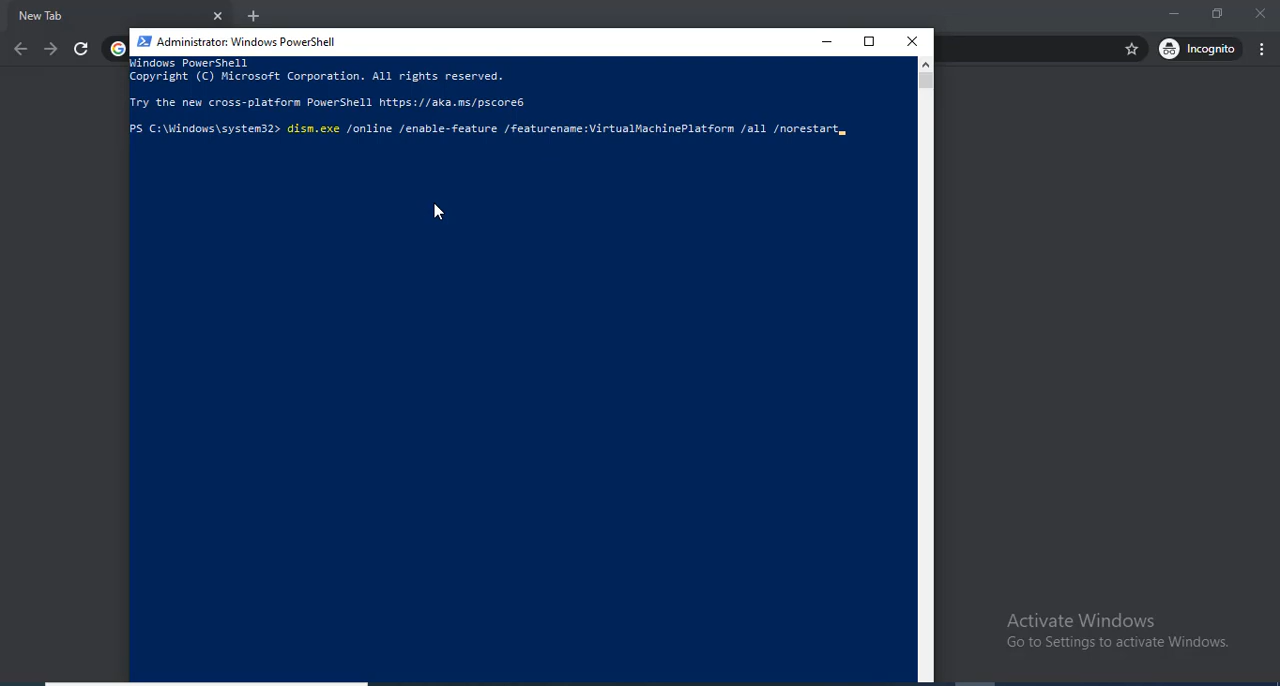 New Tab
Incognito
Administrator: Windows PowerShell
Windows PowerShell
Copyright (C) Microsoft Corporation. All rights reserved.
Try the new cross-platform PowerShell https://aka.ms/pscore6
PS C:\Windows\system32> dism.exe /online /enable-feature /featurename:VirtualMachinePlatform /all /norestart
Activate Windows
Go to Settings to activate Windows.